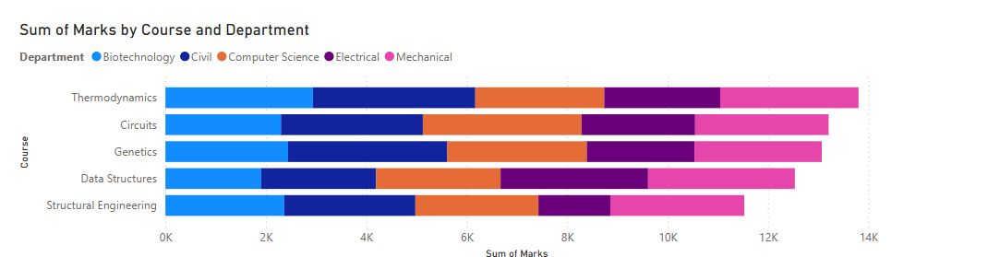 Sum of Marks by Course and Department
Department Biotechnology Civil Computer Science Electrical Mechanical
Thermodynamics
Circuits
Genetics
Data Structures
Structural Engineering
Course
0K 2K 4K 6K 8K 10K 12K 14K
Sum of Marks